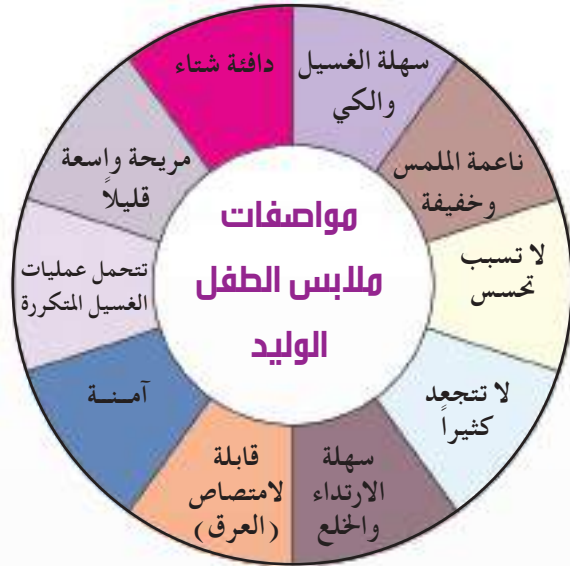 مواصفات
ملابس الطفل
الوليد
سهلة الغسيل
والكي
ناعمة الملمس
وخفيفة
لا تسبب
تحسس
لا تتجعد
كثيراً
سهلة
الارتداء
والخلع
قابلة
لامتصاص
(العرق)
آمـنـة
تتحمل عمليات
الغسيل المتكررة
مريحة واسعة
قليلاً
دافئة شتاء